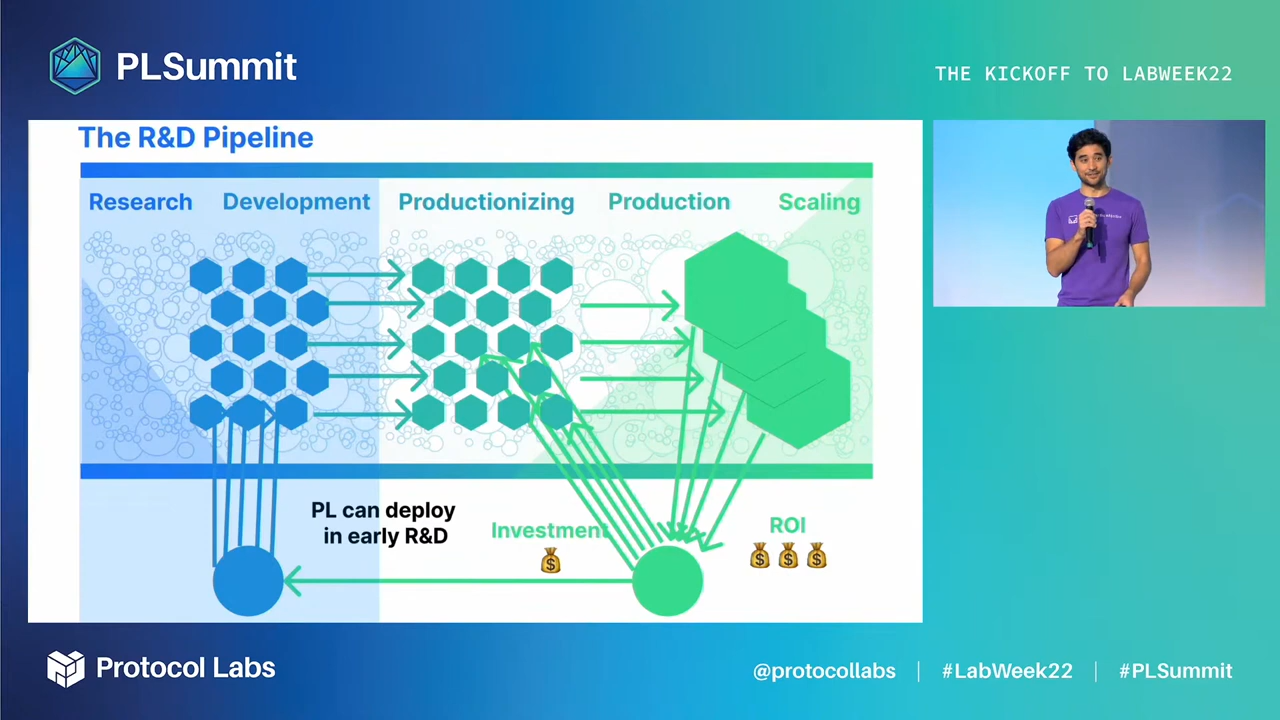 PLSummit
THE KICKOFF TO LABWEEK22
The R&D Pipeline
Research
Development
Productionizing
Production
Scaling
PL can deploy
in early R&D
Investment
ROI
$
$ $ $
Protocol Labs
@protocollabs | #LabWeek22 | #PLSummit